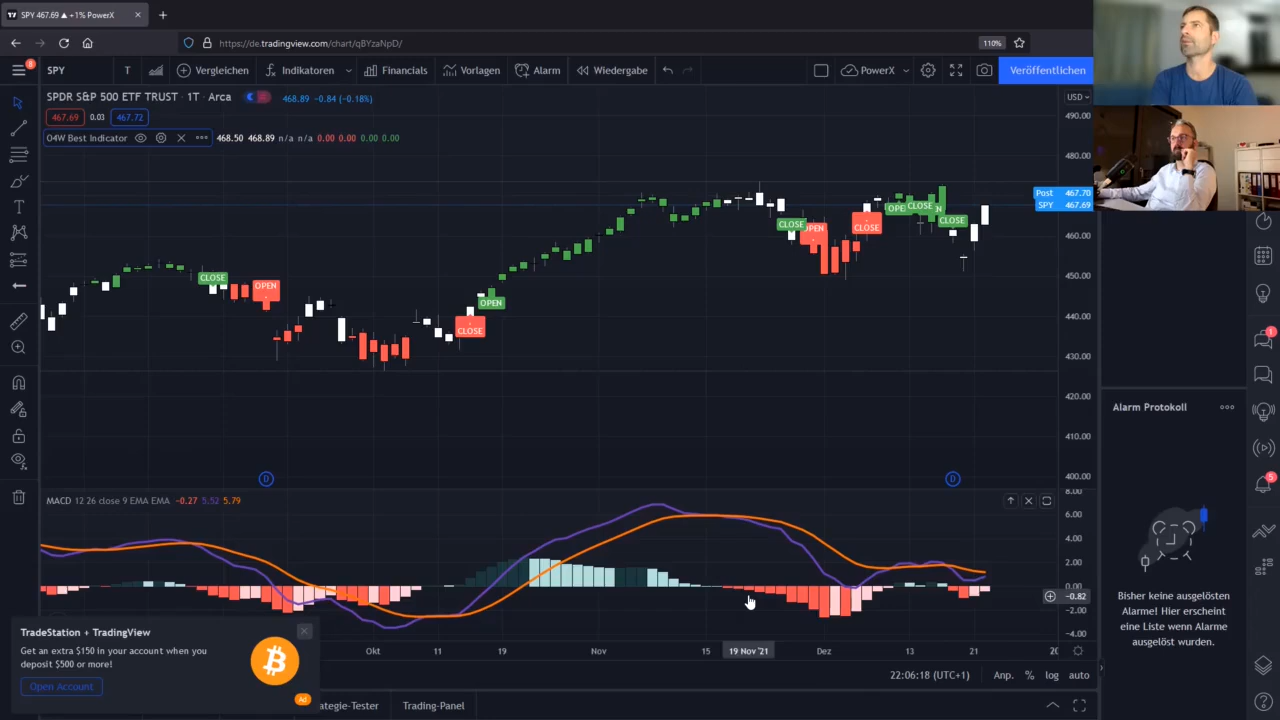 SPY 467.69 ▲ +1% PowerX
https://de.tradingview.com/chart/qBYzaNpD/
110%
8
SPY
T
Vergleichen
Indikatoren
Financials
Vorlagen
Alarm
Wiedergabe
PowerX
Veröffentlichen
SPDR S&P 500 ETF TRUST · 1T · Arca
468.89 −0.84 (−0.18%)
USD
467.69
0.03
467.72
04W Best Indicator
468.50 468.89 n/a n/a 0.00 0.00 0.00 0.00
490.00
480.00
Post 467.70
SPY 467.69
460.00
450.00
440.00
430.00
420.00
410.00
400.00
CLOSE
OPEN
CLOSE
OPEN
CLOSE
OPEN
CLOSE
CLOSE
CLOSE
D
D
MACD 12 26 close 9 EMA EMA −0.27 5.52 5.79
8.00
6.00
4.00
2.00
0.00
−0.82
−2.00
−4.00
Okt
11
19
Nov
15
19 Nov '21
Dez
13
21
22:06:18 (UTC+1)
Anp.
%
log
auto
Trading-Panel
TradeStation + TradingView
Get an extra $150 in your account when you
deposit $500 or more!
Open Account
Ad
1
5
Alarm Protokoll
Bisher keine ausgelösten
Alarme! Hier erscheint
eine Liste wenn Alarme
ausgelöst wurden.